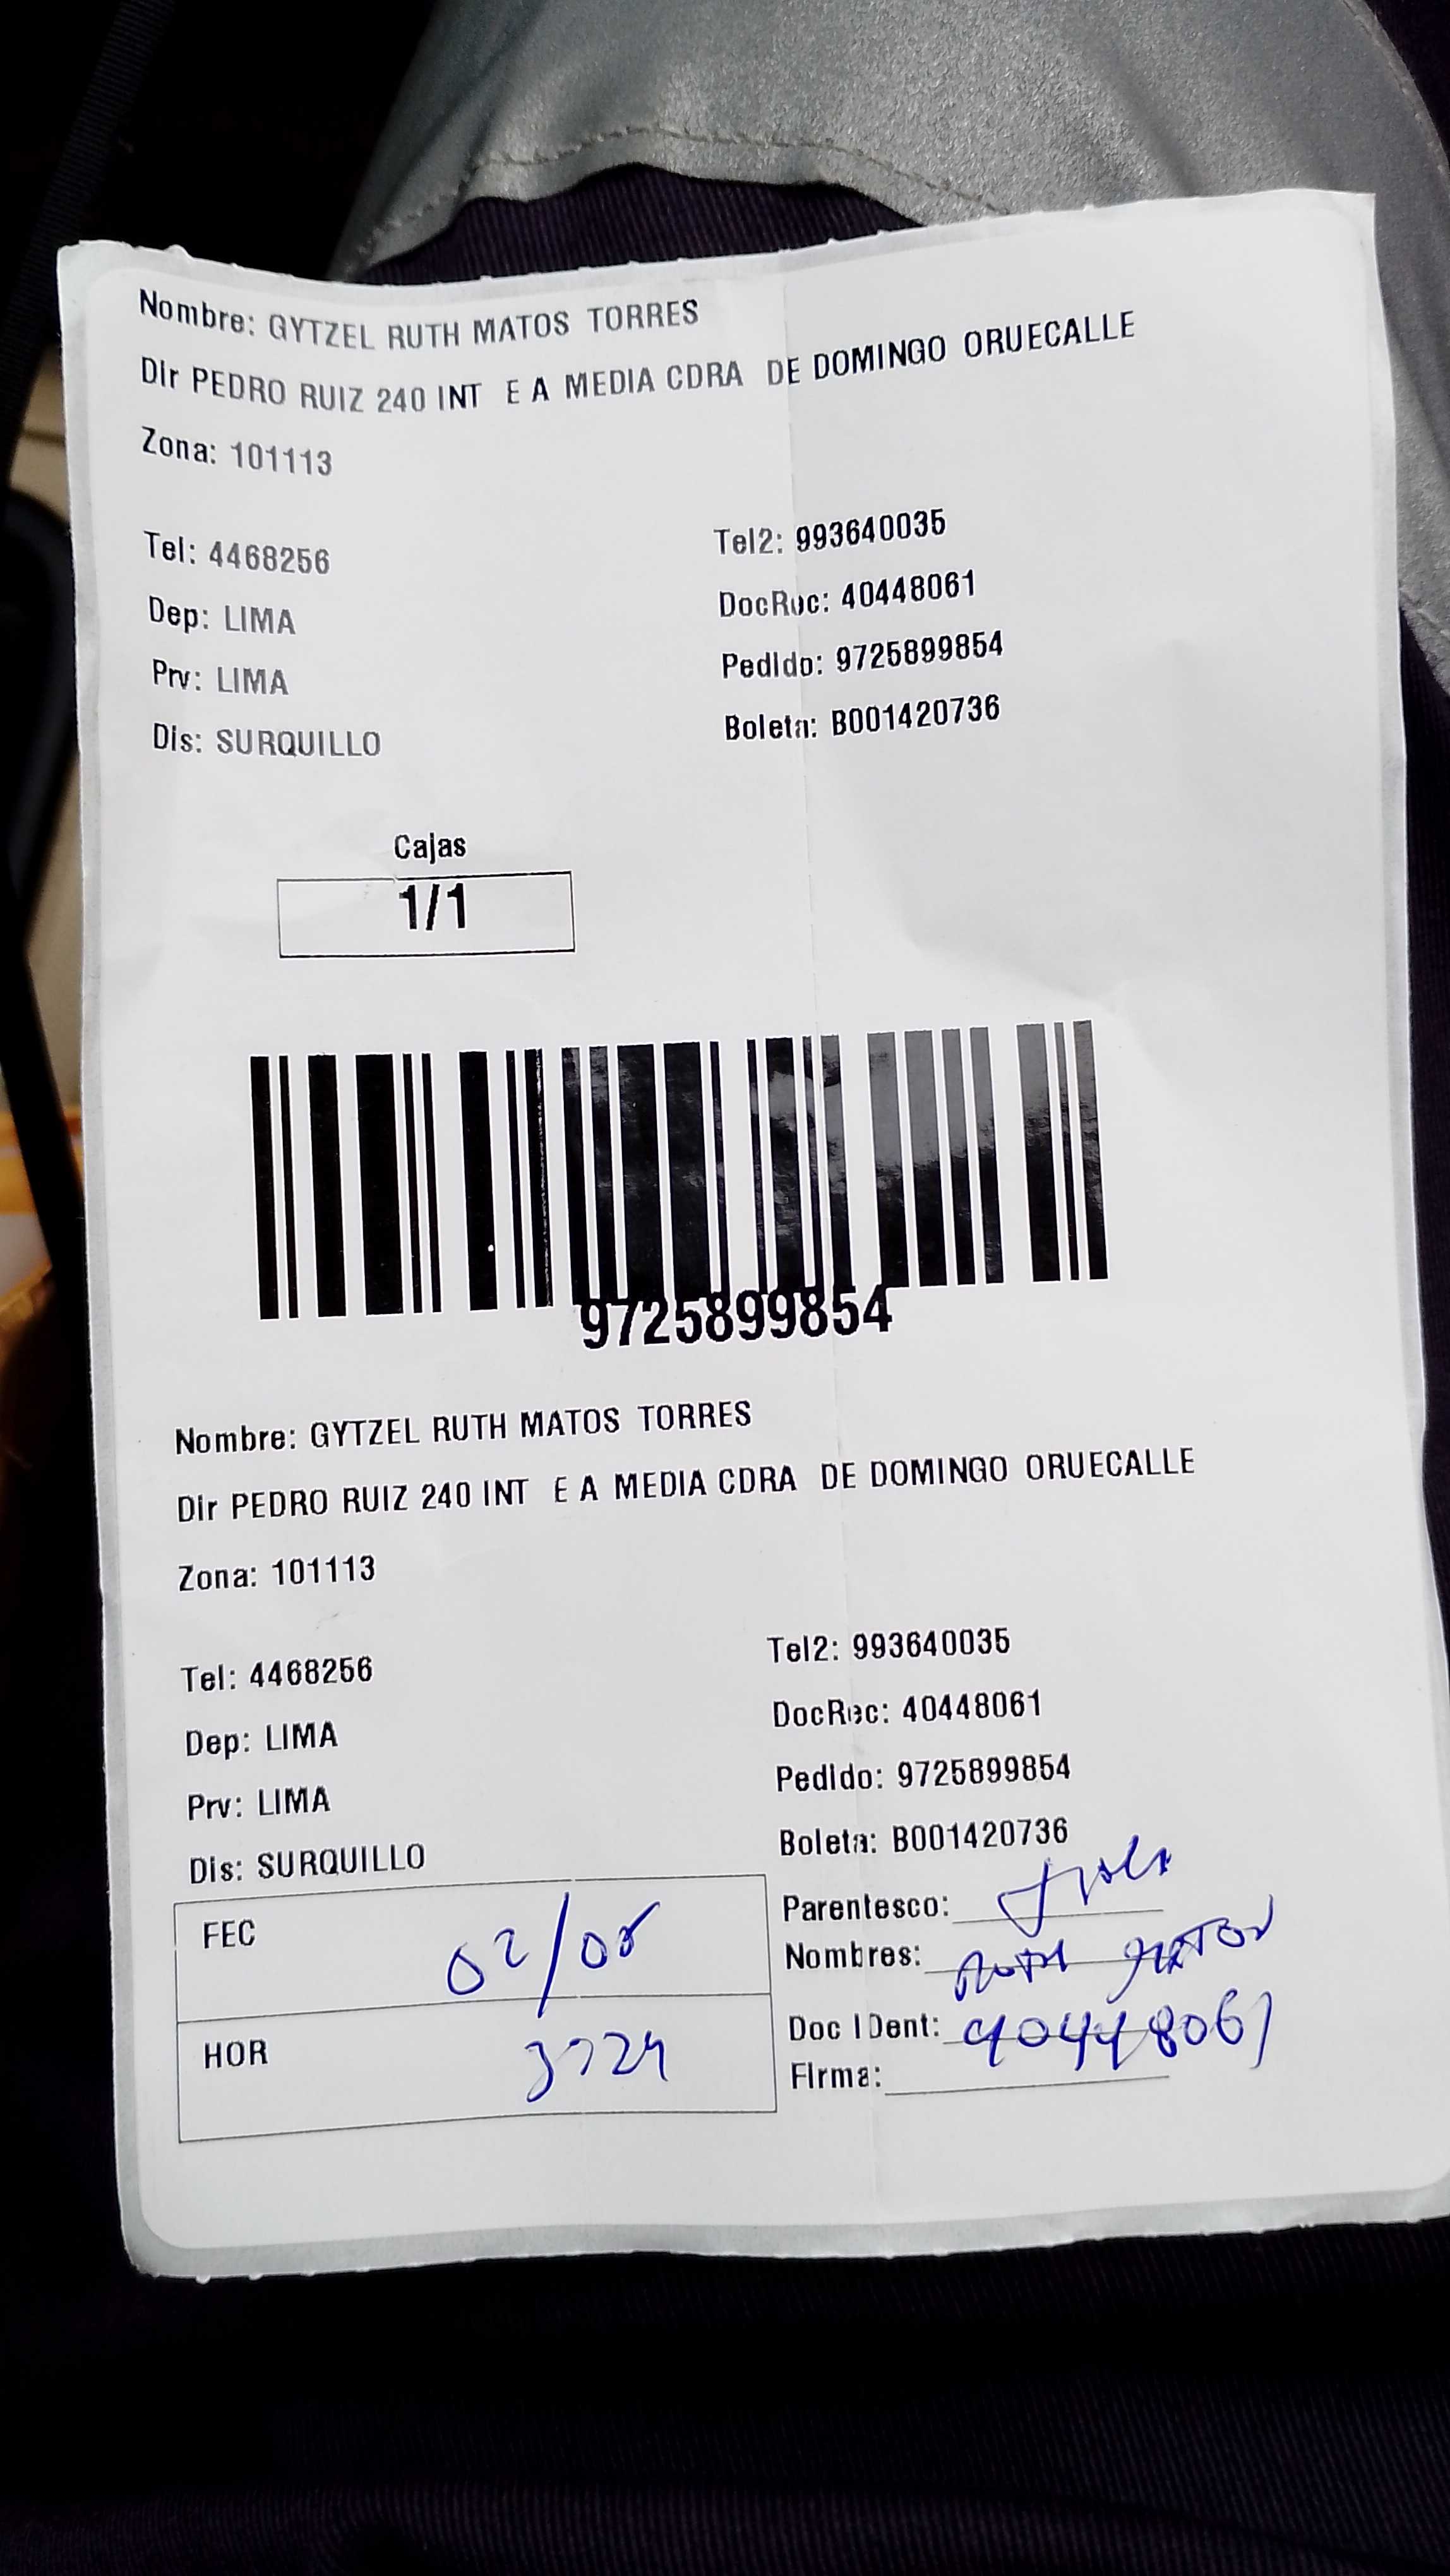 Nombre: GYTZEL RUTH MATOS TORRES
Dir PEDRO RUIZ 240 INT E A MEDIA CDRA DE DOMINGO ORUECALLE
Zona: 101113
Tel: 4468256 Tel2: 993640035
Dep: LIMA DocRec: 40448061
Prv: LIMA Pedido: 9725899854
Dis: SURQUILLO Boleta: B001420736
Cajas
1/1
9725899854
Nombre: GYTZEL RUTH MATOS TORRES
Dir PEDRO RUIZ 240 INT E A MEDIA CDRA DE DOMINGO ORUECALLE
Zona: 101113
Tel: 4468256 Tel2: 993640035
Dep: LIMA DocRec: 40448061
Prv: LIMA Pedido: 9725899854
Dis: SURQUILLO Boleta: B001420736
FEC Parentesco:
Nombres: RUTH MATOS
HOR Doc IDent: 40448061
Firma: